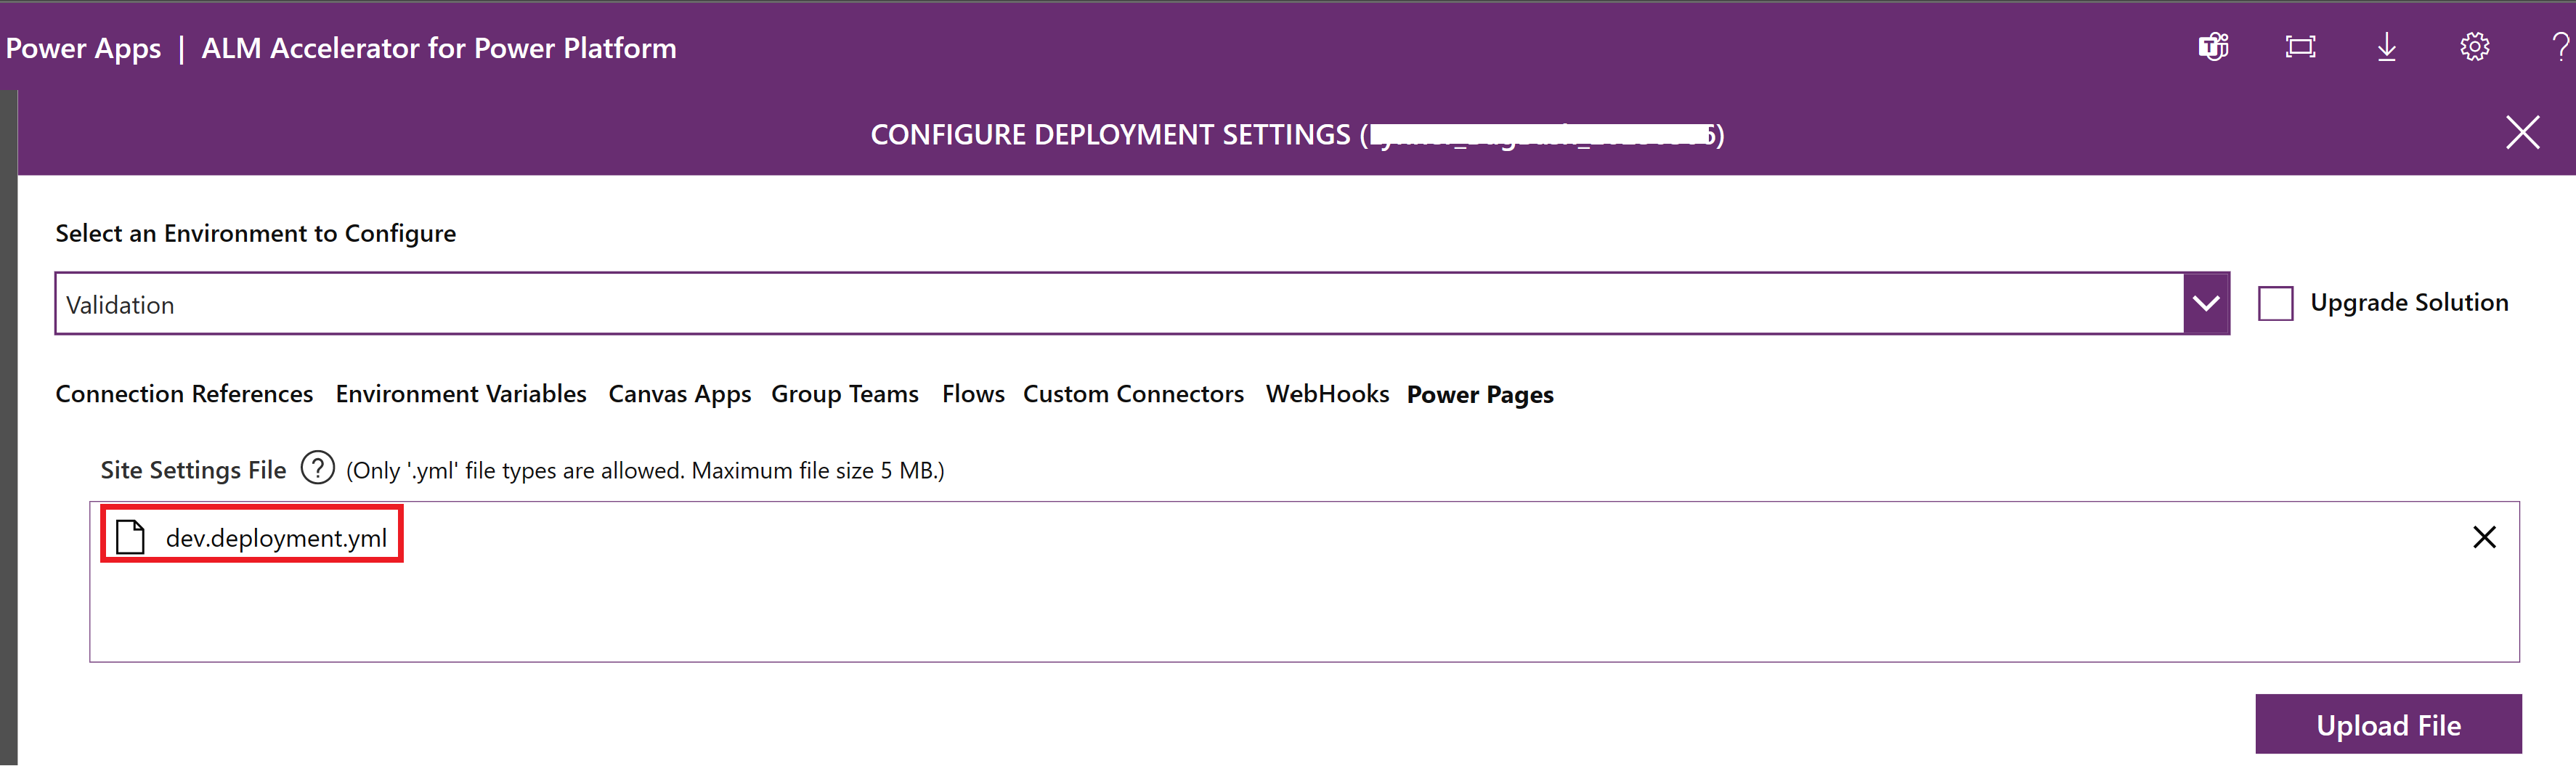 Power Apps | ALM Accelerator for Power Platform
CONFIGURE DEPLOYMENT SETTINGS ( )
Select an Environment to Configure
Validation
Upgrade Solution
Connection References Environment Variables Canvas Apps Group Teams Flows Custom Connectors WebHooks Power Pages
Site Settings File ? (Only '.yml' file types are allowed. Maximum file size 5 MB.)
dev.deployment.yml
Upload File